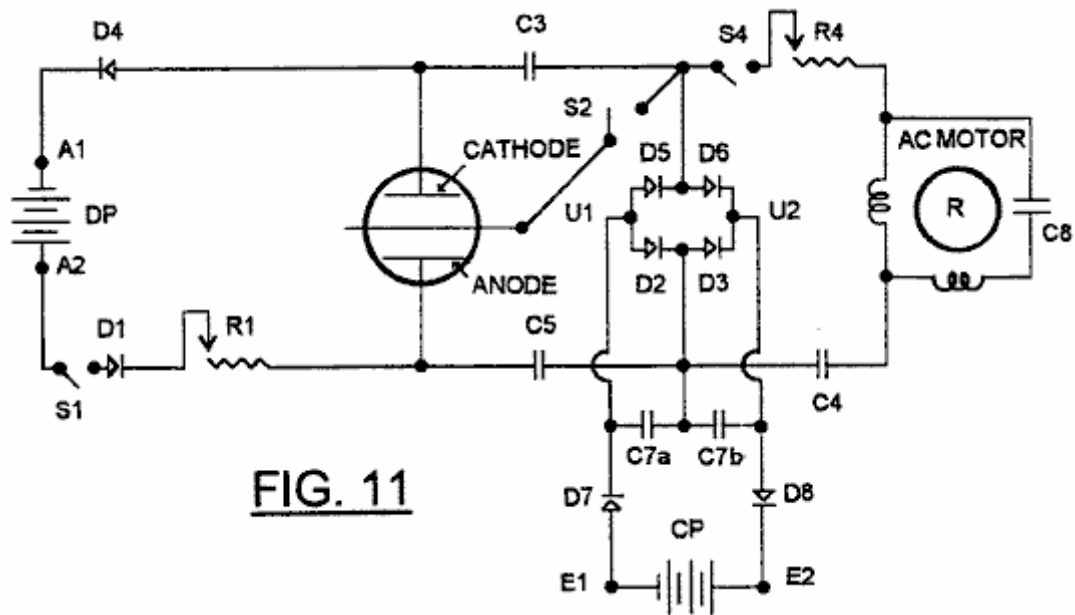 D4
C3
S4
R4
S2
A1
CATHODE
D5
D6
AC MOTOR
DP
U1
U2
R
C8
A2
ANODE
D2
D3
D1
R1
C5
S1
C4
C7a
C7b
FIG. 11
D7
D8
CP
E1
E2